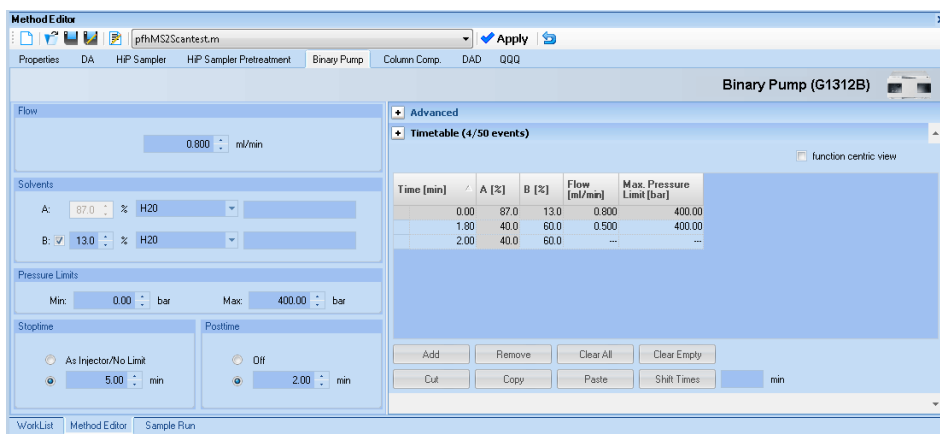 Method Editor
pfhMS2Scantest.m Apply
Properties DA HiP Sampler HiP Sampler Pretreatment Binary Pump Column Comp. DAD QQQ
Binary Pump (G1312B)
Flow
0.800 ml/min
Solvents
A: 87.0 % H20
B: 13.0 % H20
Pressure Limits
Min: 0.00 bar Max: 400.00 bar
Stoptime
As Injector/No Limit
5.00 min
Posttime
Off
2.00 min
Advanced
Timetable (4/50 events)
function centric view
Time [min] A [%] B [%] Flow [ml/min] Max. Pressure Limit [bar]
0.00 87.0 13.0 0.800 400.00
1.80 40.0 60.0 0.500 400.00
2.00 40.0 60.0 --- ---
Add Remove Clear All Clear Empty
Cut Copy Paste Shift Times min
WorkList Method Editor Sample Run